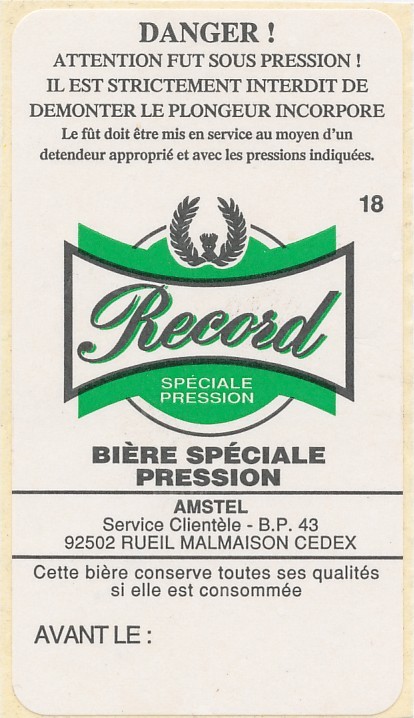 DANGER !
ATTENTION FUT SOUS PRESSION !
IL EST STRICTEMENT INTERDIT DE
DEMONTER LE PLONGEUR INCORPORE
Le fût doit être mis en service au moyen d'un
detendeur approprié et avec les pressions indiquées.
18
Record
SPÉCIALE
PRESSION
BIÈRE SPÉCIALE
PRESSION
AMSTEL
Service Clientèle - B.P. 43
92502 RUEIL MALMAISON CEDEX
Cette bière conserve toutes ses qualités
si elle est consommée
AVANT LE :